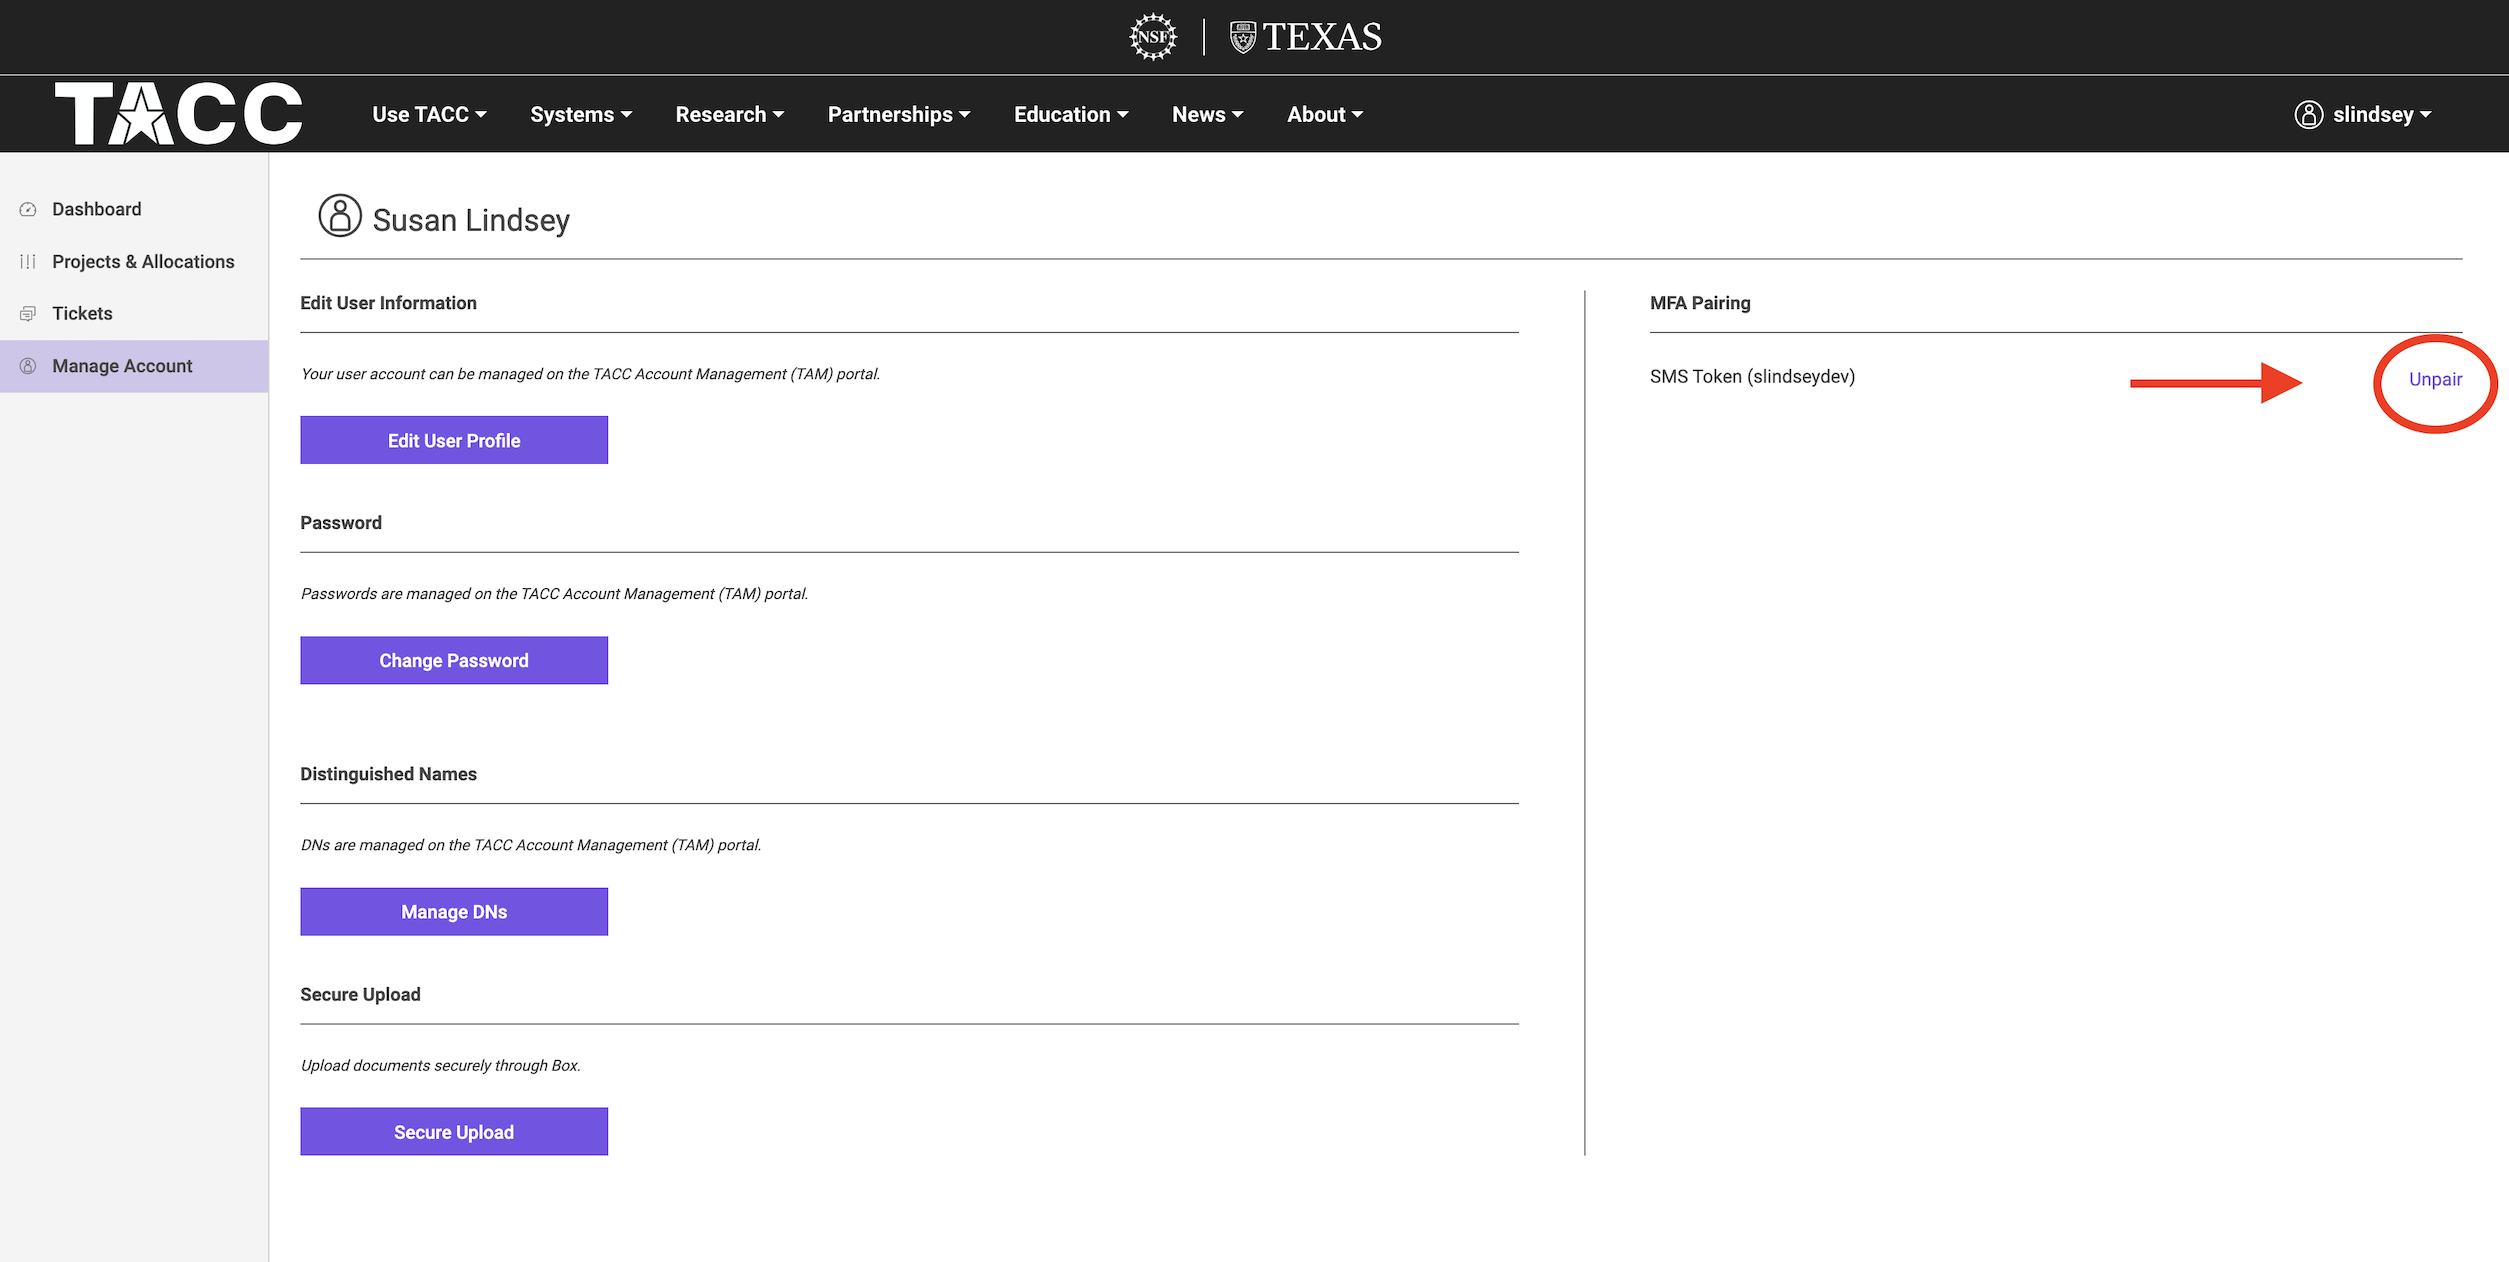 NSF
TEXAS
TACC
Use TACC
Systems
Research
Partnerships
Education
News
About
slindsey
Dashboard
Projects & Allocations
Tickets
Manage Account
Susan Lindsey
Edit User Information
Your user account can be managed on the TACC Account Management (TAM) portal.
Edit User Profile
Password
Passwords are managed on the TACC Account Management (TAM) portal.
Change Password
Distinguished Names
DNs are managed on the TACC Account Management (TAM) portal.
Manage DNs
Secure Upload
Upload documents securely through Box.
Secure Upload
MFA Pairing
SMS Token (slindseydev)
Unpair